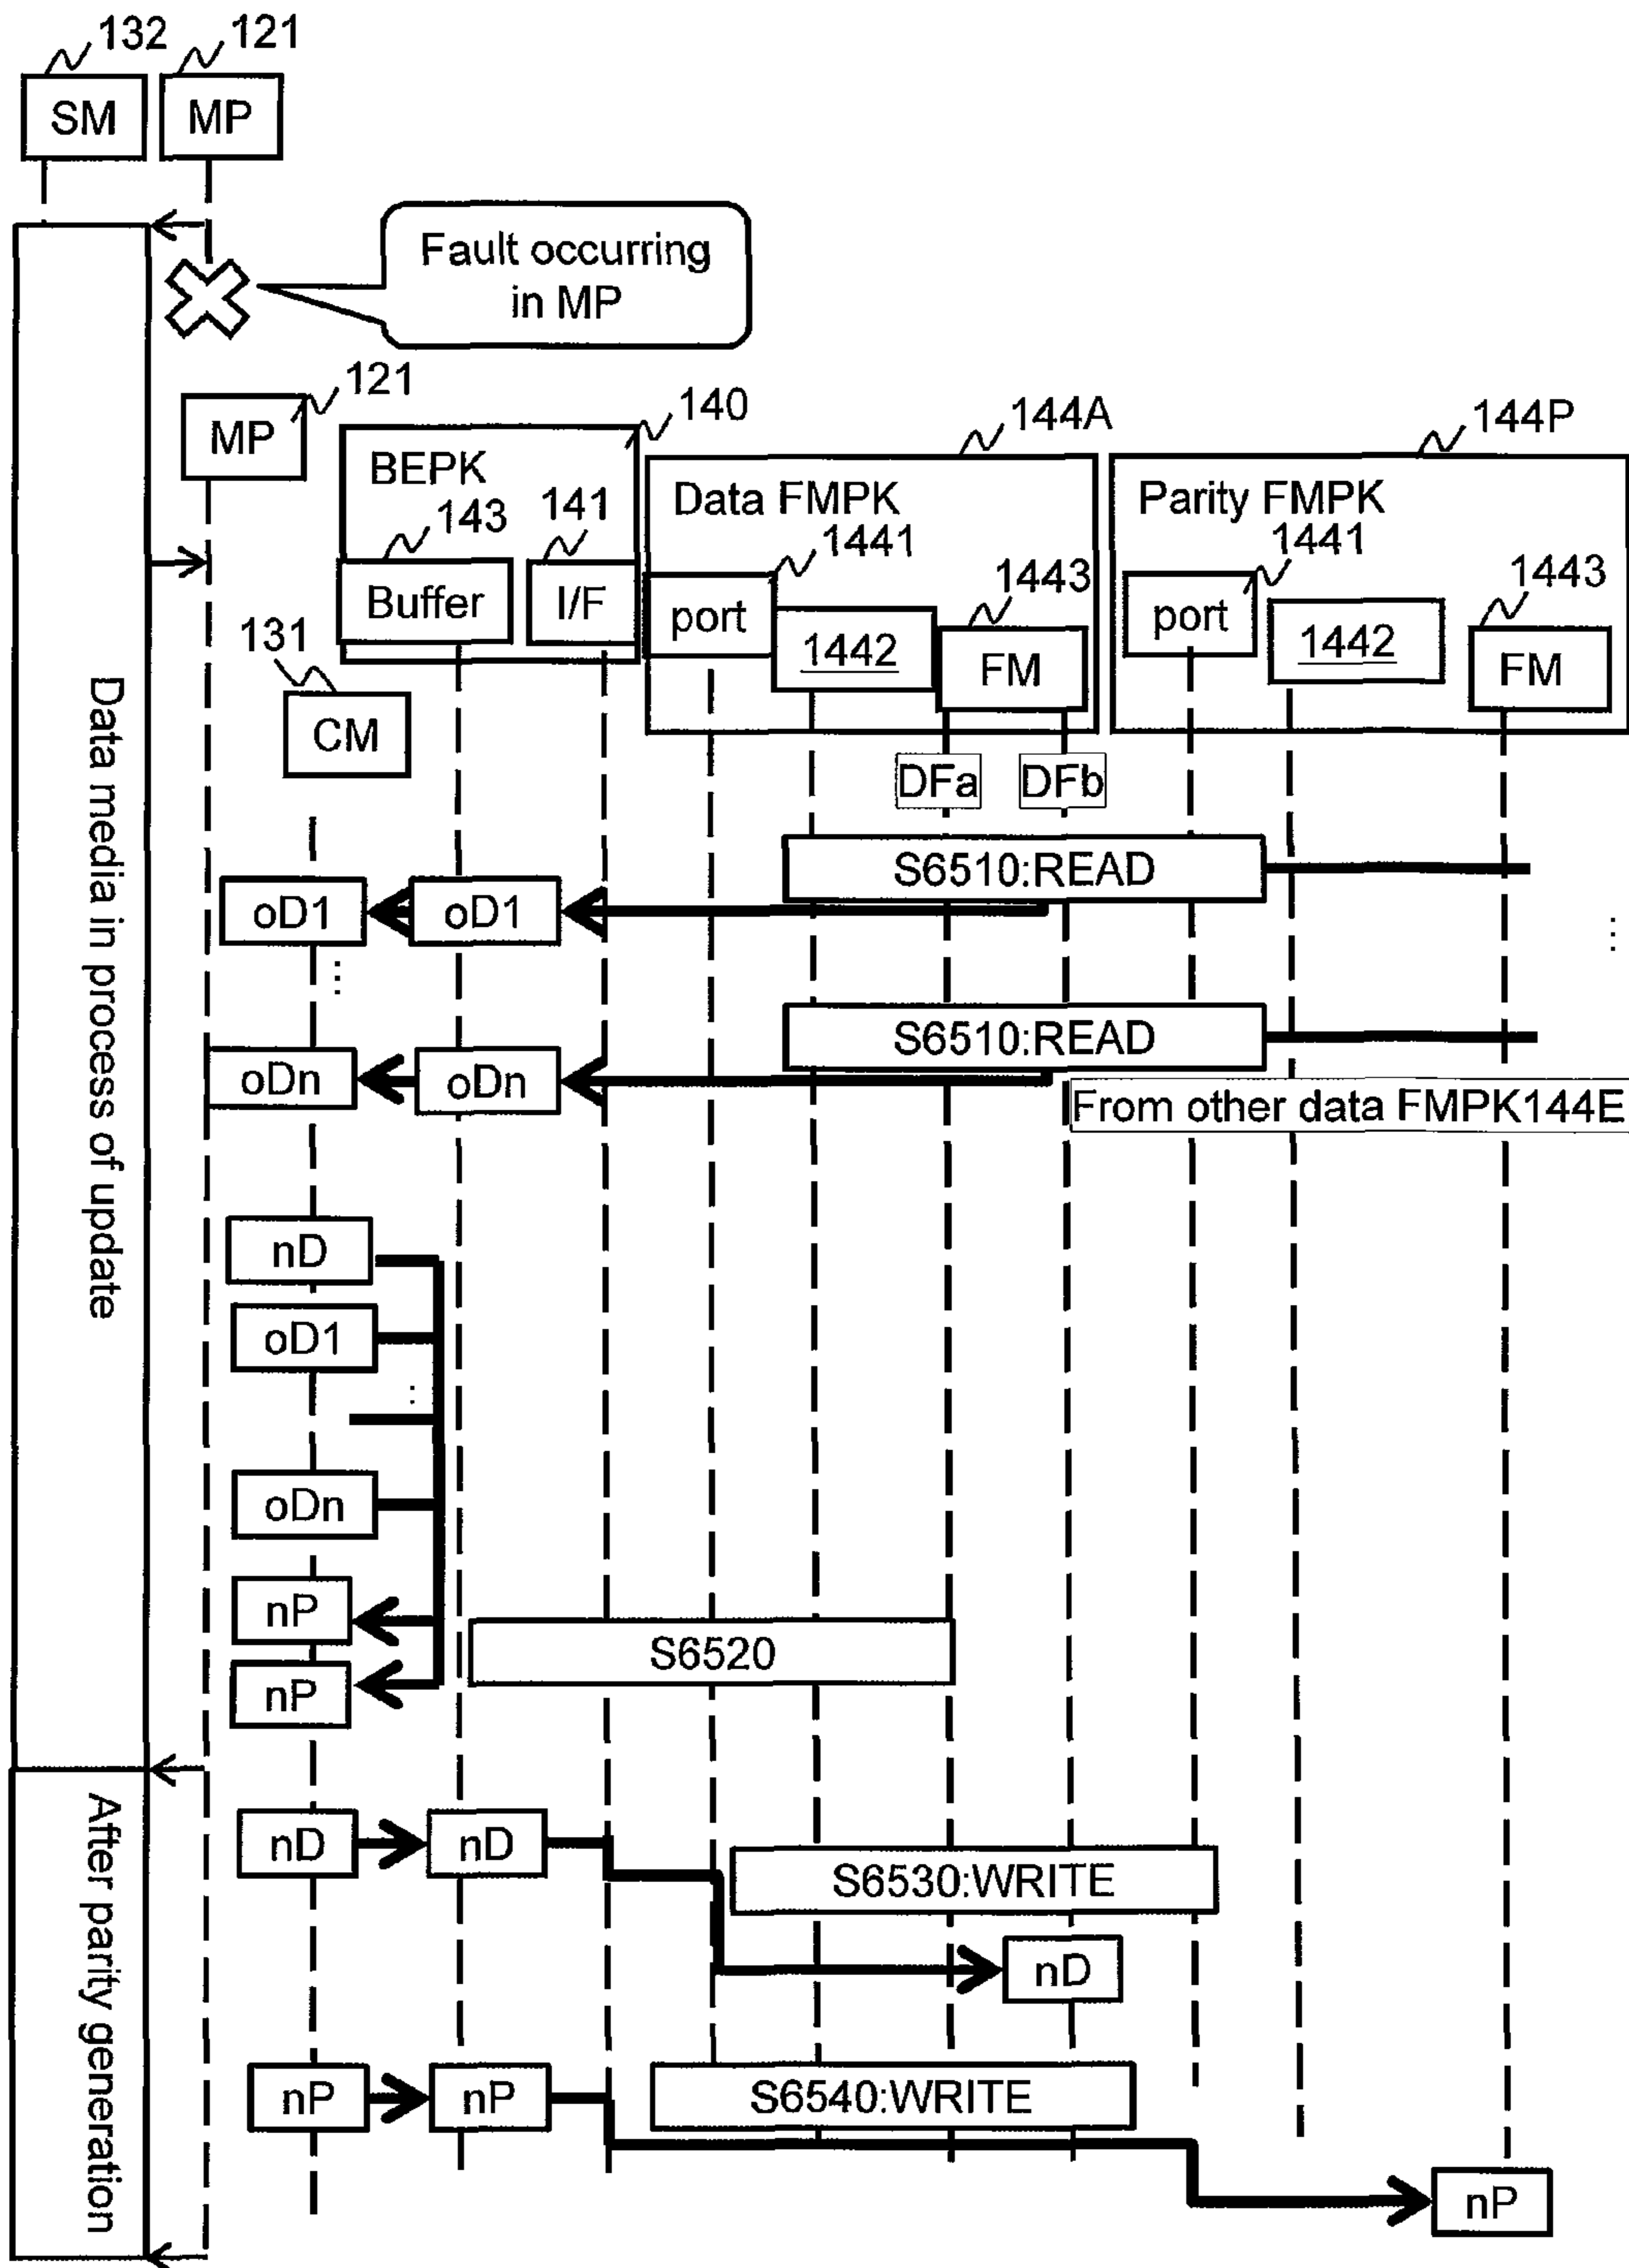 132
121
SM
MP
Fault occurring
in MP
121
MP
140
144A
144P
BEPK
143
141
Data FMPK
1441
1443
Parity FMPK
1441
1443
Buffer
I/F
port
1442
FM
port
1442
FM
131
CM
DFa
DFb
S6510:READ
oD1
oD1
...
...
S6510:READ
oDn
oDn
From other data FMPK144E
Data media in process of update
nD
oD1
...
oDn
nP
S6520
nP
After parity generation
nD
nD
S6530:WRITE
nD
nP
nP
S6540:WRITE
nP